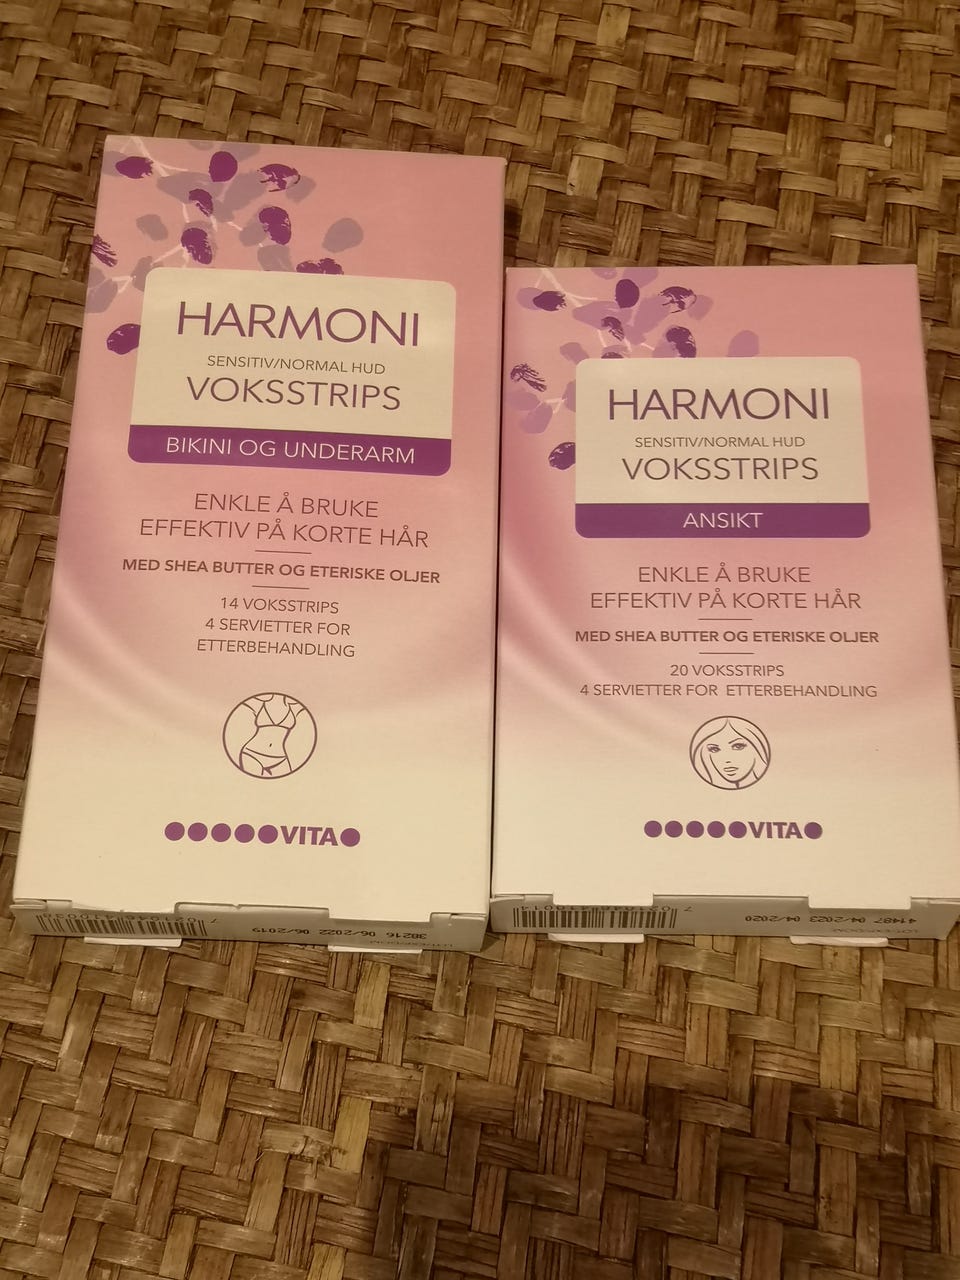 HARMONI
SENSITIV/NORMAL HUD
VOKSSTRIPS
BIKINI OG UNDERARM
ENKLE Å BRUKE
EFFEKTIV PÅ KORTE HÅR
MED SHEA BUTTER OG ETERISKE OLJER
14 VOKSSTRIPS
4 SERVIETTER FOR
ETTERBEHANDLING
VITA
38216 06/2022 06/2019
HARMONI
SENSITIV/NORMAL HUD
VOKSSTRIPS
ANSIKT
ENKLE Å BRUKE
EFFEKTIV PÅ KORTE HÅR
MED SHEA BUTTER OG ETERISKE OLJER
20 VOKSSTRIPS
4 SERVIETTER FOR ETTERBEHANDLING
VITA
41487 04/2023 04/2020